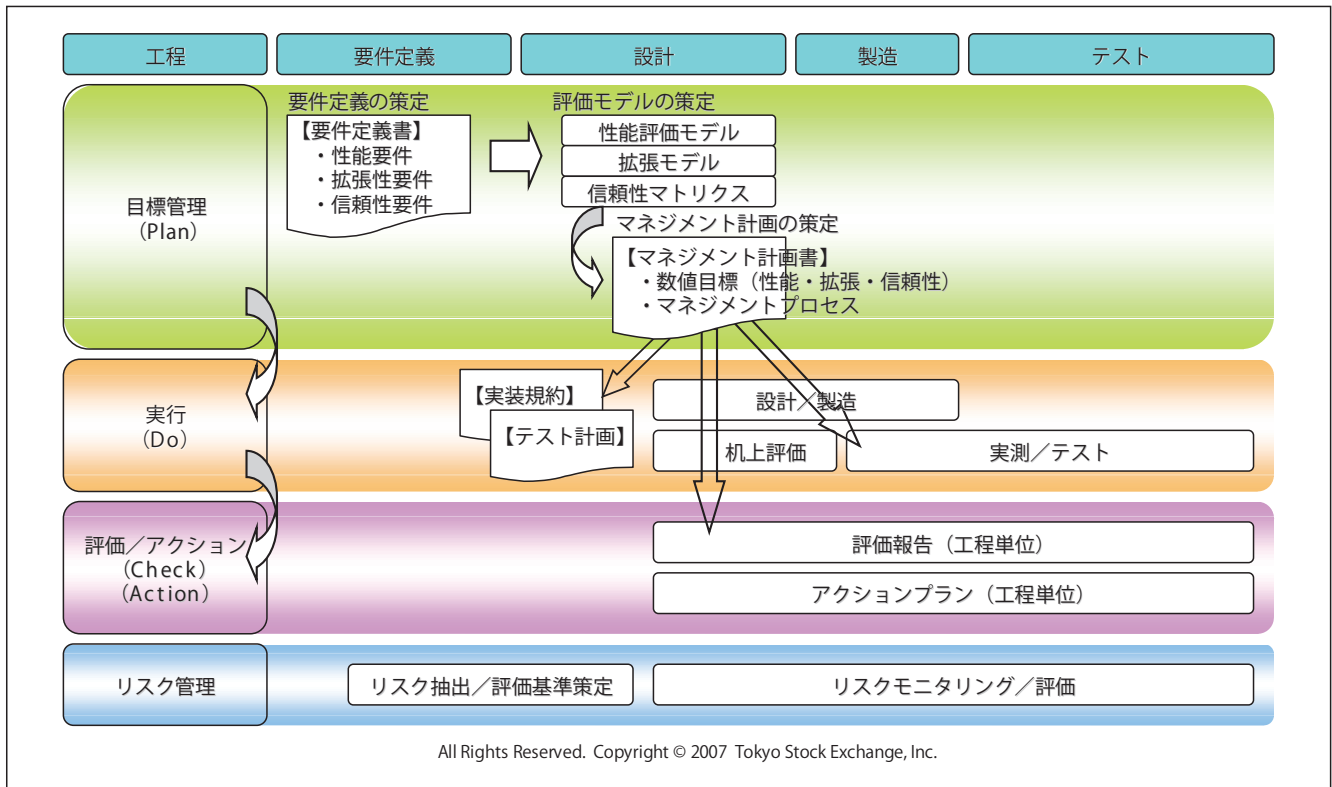 工程
要件定義
設計
製造
テスト
目標管理
(Plan)
要件定義の策定
【要件定義書】
・性能要件
・拡張性要件
・信頼性要件
評価モデルの策定
性能評価モデル
拡張モデル
信頼性マトリクス
マネジメント計画の策定
【マネジメント計画書】
・数値目標（性能・拡張・信頼性）
・マネジメントプロセス
実行
(Do)
【実装規約】
【テスト計画】
設計／製造
机上評価
実測／テスト
評価／アクション
(Check)
(Action)
評価報告（工程単位）
アクションプラン（工程単位）
リスク管理
リスク抽出／評価基準策定
リスクモニタリング／評価
All Rights Reserved. Copyright © 2007 Tokyo Stock Exchange, Inc.